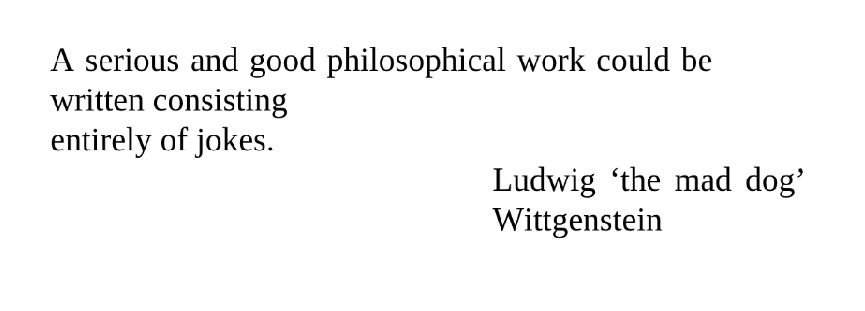 A serious and good philosophical work could be
written consisting
entirely of jokes.
Ludwig ‘the mad dog’
Wittgenstein